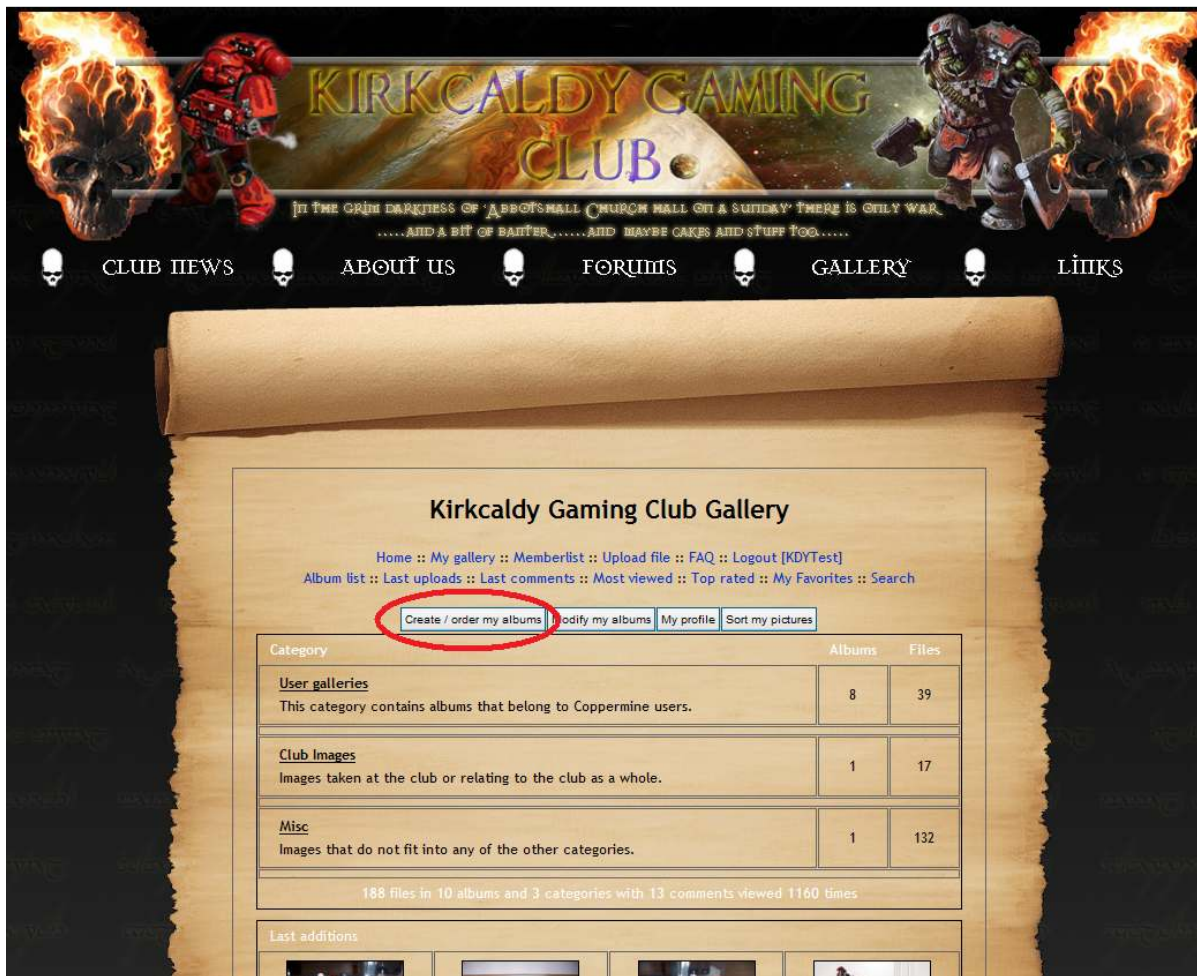 KIRKCALDY GAMING
CLUB
In the grim darkness of 'Abbotshall Church hall on a sunday' there is only war
.....and a bit of banter......and maybe cakes and stuff too.....
CLUB NEWS
ABOUT US
FORUMS
GALLERY
LINKS
Kirkcaldy Gaming Club Gallery
Home :: My gallery :: Memberlist :: Upload file :: FAQ :: Logout [KDYTest]
Album list :: Last uploads :: Last comments :: Most viewed :: Top rated :: My Favorites :: Search
Create / order my albums Modify my albums My profile Sort my pictures
Category Albums Files
User galleries
This category contains albums that belong to Coppermine users.
8 39
Club Images
Images taken at the club or relating to the club as a whole.
1 17
Misc
Images that do not fit into any of the other categories.
1 132
188 files in 10 albums and 3 categories with 13 comments viewed 1160 times
Last additions